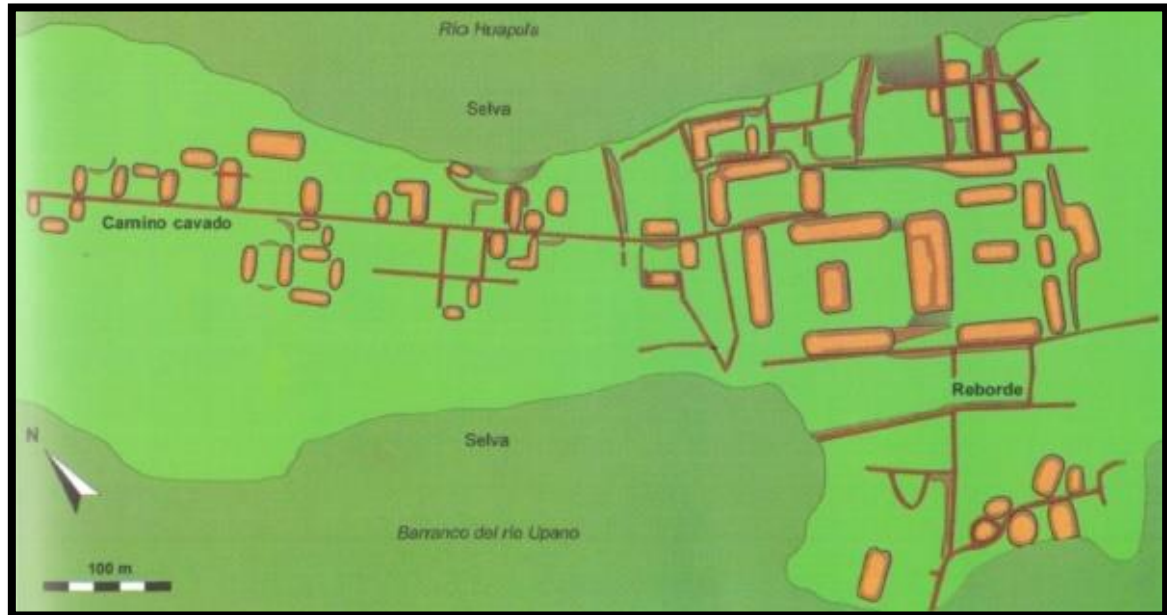 Río Huapula
Selva
Camino cavado
Reborde
N
Selva
Barranco del río Upano
100 m